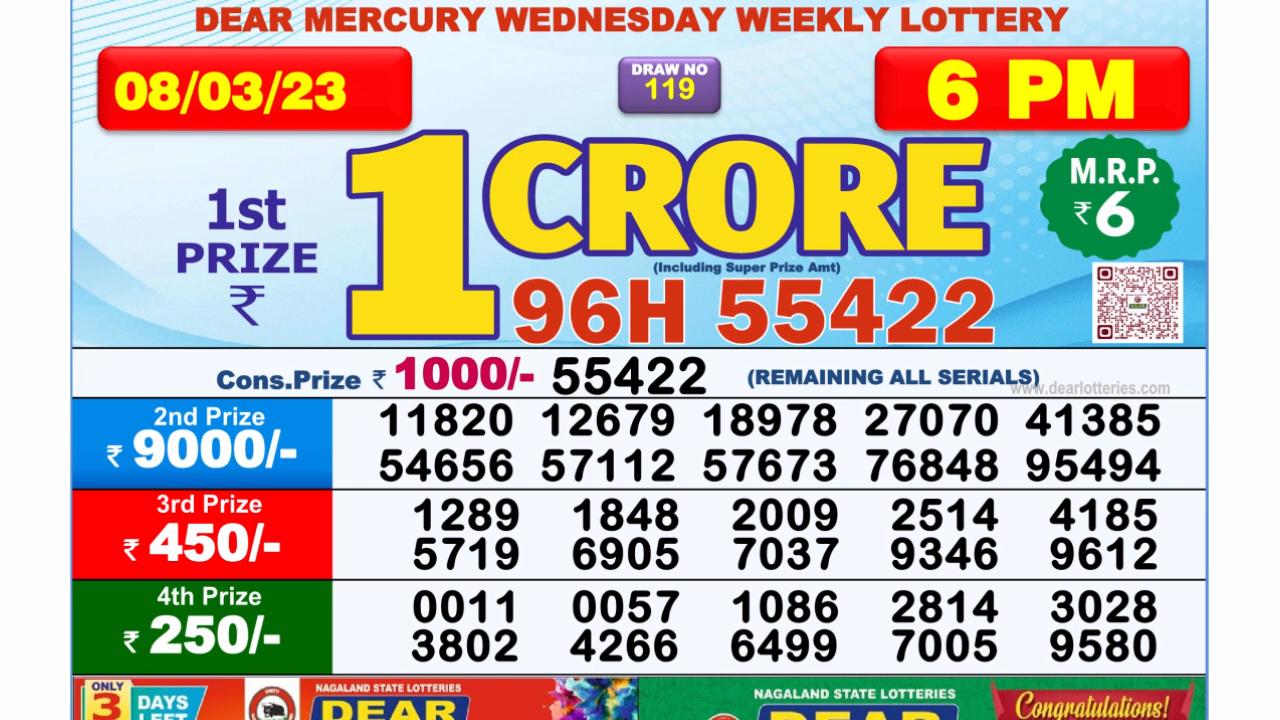 DEAR MERCURY WEDNESDAY WEEKLY LOTTERY
08/03/23
DRAW NO
119
6 PM
1st
PRIZE
₹
1 CRORE
(Including Super Prize Amt)
96H 55422
M.R.P.
₹6
Cons.Prize ₹ 1000/- 55422 (REMAINING ALL SERIALS)
www.dearlotteries.com
2nd Prize
₹ 9000/-
11820 12679 18978 27070 41385
54656 57112 57673 76848 95494
3rd Prize
₹ 450/-
1289 1848 2009 2514 4185
5719 6905 7037 9346 9612
4th Prize
₹ 250/-
0011 0057 1086 2814 3028
3802 4266 6499 7005 9580
ONLY
3 DAYS
LEFT
NAGALAND STATE LOTTERIES
DEAR
NAGALAND STATE LOTTERIES
DEAR
Congratulations!